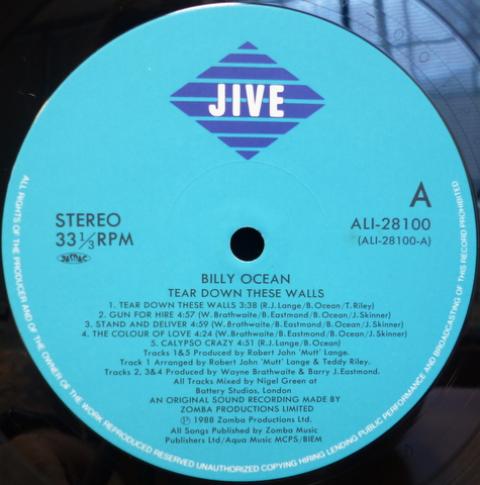 JIVE
A
STEREO
33⅓RPM
JASRAC
ALI-28100
(ALI-28100-A)
BILLY OCEAN
TEAR DOWN THESE WALLS
1. TEAR DOWN THESE WALLS 3:38 (R.J.Lange/B.Ocean/T.Riley)
2. GUN FOR HIRE 4:57 (W. Brathwaite/B.Eastmond/B.Ocean/J.Skinner)
3. STAND AND DELIVER 4:59 (W.Brathwaite/B.Eastmond/B.Ocean/J.Skinner)
4. THE COLOUR OF LOVE 4:24 (W.Brathwaite/B.Eastmond/B.Ocean/J.Skinner)
5. CALYPSO CRAZY 4:51 (R.J.Lange/B.Ocean)
Tracks 1&5 Produced by Robert John 'Mutt' Lange.
Track 1 Arranged by Robert John 'Mutt' Lange & Teddy Riley.
Tracks 2, 3&4 Produced by Wayne Brathwaite & Barry J.Eastmond.
All Tracks Mixed by Nigel Green at
Battery Studios, London
AN ORIGINAL SOUND RECORDING MADE BY
ZOMBA PRODUCTIONS LIMITED
℗ 1988 Zomba Productions Ltd.
All Songs Published by Zomba Music
Publishers Ltd/Aqua Music MCPS/BIEM
ALL RIGHTS OF THE PRODUCER AND OF THE OWNER OF THE WORK REPRODUCED RESERVED UNAUTHORIZED COPYING HIRING LENDING PUBLIC PERFORMANCE AND BROADCASTING OF THIS RECORD PROHIBITED